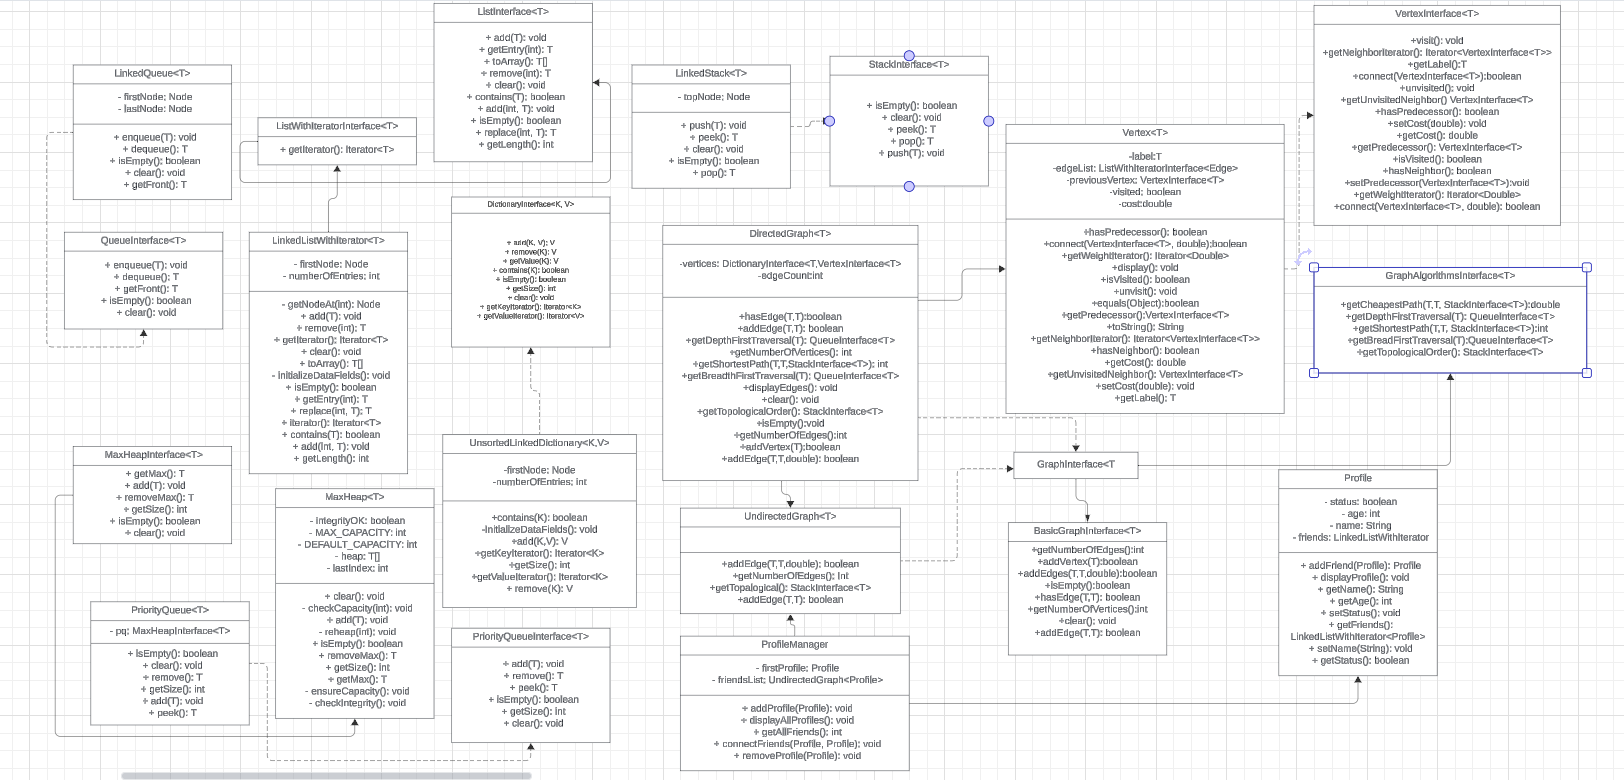 LinkedQueue<T>
- firstNode: Node
- lastNode: Node
+ enqueue(T): void
+ dequeue(): T
+ isEmpty(): boolean
+ clear(): void
+ getFront(): T
QueueInterface<T>
+ enqueue(T): void
+ dequeue(): T
+ getFront(): T
+ isEmpty(): boolean
+ clear(): void
ListWithIteratorInterface<T>
+ getIterator(): Iterator<T>
LinkedListWithIterator<T>
- firstNode: Node
- numberOfEntries: int
- getNodeAt(int): Node
+ add(T): void
+ remove(int): T
+ getIterator(): Iterator<T>
+ clear(): void
+ toArray(): T[]
- initializeDataFields(): void
+ isEmpty(): boolean
+ getEntry(int): T
+ replace(int, T): T
+ iterator(): Iterator<T>
+ contains(T): boolean
+ add(int, T): void
+ getLength(): int
ListInterface<T>
+ add(T): void
+ getEntry(int): T
+ toArray(): T[]
+ remove(int): T
+ clear(): void
+ contains(T): boolean
+ add(int, T): void
+ isEmpty(): boolean
+ replace(int, T): T
+ getLength(): int
DictionaryInterface<K, V>
+ add(K, V): V
+ remove(K): V
+ getValue(K): V
+ contains(K): boolean
+ isEmpty(): boolean
+ getSize(): int
+ clear(): void
+ getKeyIterator(): Iterator<K>
+ getValueIterator(): Iterator<V>
LinkedStack<T>
- topNode: Node
+ push(T): void
+ peek(): T
+ clear(): void
+ isEmpty(): boolean
+ pop(): T
StackInterface<T>
+ isEmpty(): boolean
+ clear(): void
+ peek(): T
+ pop(): T
+ push(T): void
Vertex<T>
-label:T
-edgeList: ListWithIteratorInterface<Edge>
-previousVertex: VertexInterface<T>
-visited: boolean
-cost:double
+hasPredecessor(): boolean
+connect(VertexInterface<T>, double):boolean
+getWeightIterator(): Iterator<Double>
+display(): void
+isVisited(): boolean
+unvisit(): void
+equals(Object):boolean
+getPredecessor():VertexInterface<T>
+toString(): String
+getNeighborIterator(): Iterator<VertexInterface<T>>
+hasNeighbor(): boolean
+getCost(): double
+getUnvisitedNeighbor(): VertexInterface<T>
+setCost(double): void
+getLabel(): T
VertexInterface<T>
+visit(): void
+getNeighborIterator(): Iterator<VertexInterface<T>>
+getLabel():T
+connect(VertexInterface<T>):boolean
+unvisited(): void
+getUnvisitedNeighbor() VertexInterface<T>
+hasPredecessor(): boolean
+setCost(double): void
+getCost(): double
+getPredecessor(): VertexInterface<T>
+isVisited(): boolean
+hasNeighbor(): boolean
+setPredecessor(VertexInterface<T>):void
+getWeightIterator(): Iterator<Double>
+connect(VertexInterface<T>, double): boolean
DirectedGraph<T>
-vertices: DictionaryInterface<T,VertexInterface<T>
-edgeCount:int
+hasEdge(T,T):boolean
+addEdge(T,T): boolean
+getDepthFirstTraversal(T): QueueInterface<T>
+getNumberOfVertices(): int
+getShortestPath(T,T,StackInterface<T>): int
+getBreadthFirstTraversal(T): QueueInterface<T>
+displayEdges(): void
+clear(): void
+getTopologicalOrder(): StackInterface<T>
+isEmpty():void
+getNumberOfEdges():int
+addVertex(T):boolean
+addEdge(T,T,double): boolean
GraphAlgorithmsInterface<T>
+getCheapestPath(T,T, StackInterface<T>):double
+getDepthFirstTraversal(T): QueueInterface<T>
+getShortestPath(T,T, StackInterface<T>):int
+getBreadFirstTraversal(T):QueueInterface<T>
+getTopologicalOrder(): StackInterface<T>
MaxHeapInterface<T>
+ getMax(): T
+ add(T): void
+ removeMax(): T
+ getSize(): int
+ isEmpty(): boolean
+ clear(): void
MaxHeap<T>
- integrityOK: boolean
- MAX_CAPACITY: int
- DEFAULT_CAPACITY: int
- heap: T[]
- lastIndex: int
+ clear(): void
- checkCapacity(int): void
+ add(T): void
- reheap(int): void
+ isEmpty(): boolean
+ removeMax(): T
+ getSize(): int
+ getMax(): T
- ensureCapacity(): void
- checkIntegrity(): void
UnsortedLinkedDictionary<K,V>
-firstNode: Node
-numberOfEntries: int
+contains(K): boolean
-initializeDataFields(): void
+add(K,V): V
+getKeyIterator(): Iterator<K>
+getSize(): int
+getValueIterator(): Iterator<K>
+ remove(K): V
PriorityQueue<T>
- pq: MaxHeapInterface<T>
+ isEmpty(): boolean
+ clear(): void
+ remove(): T
+ getSize(): int
+ add(T): void
+ peek(): T
PriorityQueueInterface<T>
+ add(T): void
+ remove(): T
+ peek(): T
+ isEmpty(): boolean
+ getSize(): int
+ clear(): void
UndirectedGraph<T>
+addEdge(T,T,double): boolean
+getNumberOfEdges(): Int
+getTopalogical(): StackInterface<T>
+addEdge(T,T): boolean
ProfileManager
- firstProfile: Profile
- friendsList: UndirectedGraph<Profile>
+ addProfile(Profile): void
+ displayAllProfiles(): void
+ getAllFriends(): int
+ connectFriends(Profile, Profile): void
+ removeProfile(Profile): void
GraphInterface<T
BasicGraphInterface<T>
+getNumberOfEdges():int
+addVertex(T):boolean
+addEdges(T,T,double):boolean
+isEmpty():boolean
+hasEdge(T,T): boolean
+getNumberOfVertices():int
+clear(): void
+addEdge(T,T): boolean
Profile
- status: boolean
- age: int
- name: String
- friends: LinkedListWithIterator
+ addFriend(Profile): Profile
+ displayProfile(): void
+ getName(): String
+ getAge(): int
+ setStatus(): void
+ getFriends():
LinkedListWithIterator<Profile>
+ setName(String): void
+ getStatus(): boolean